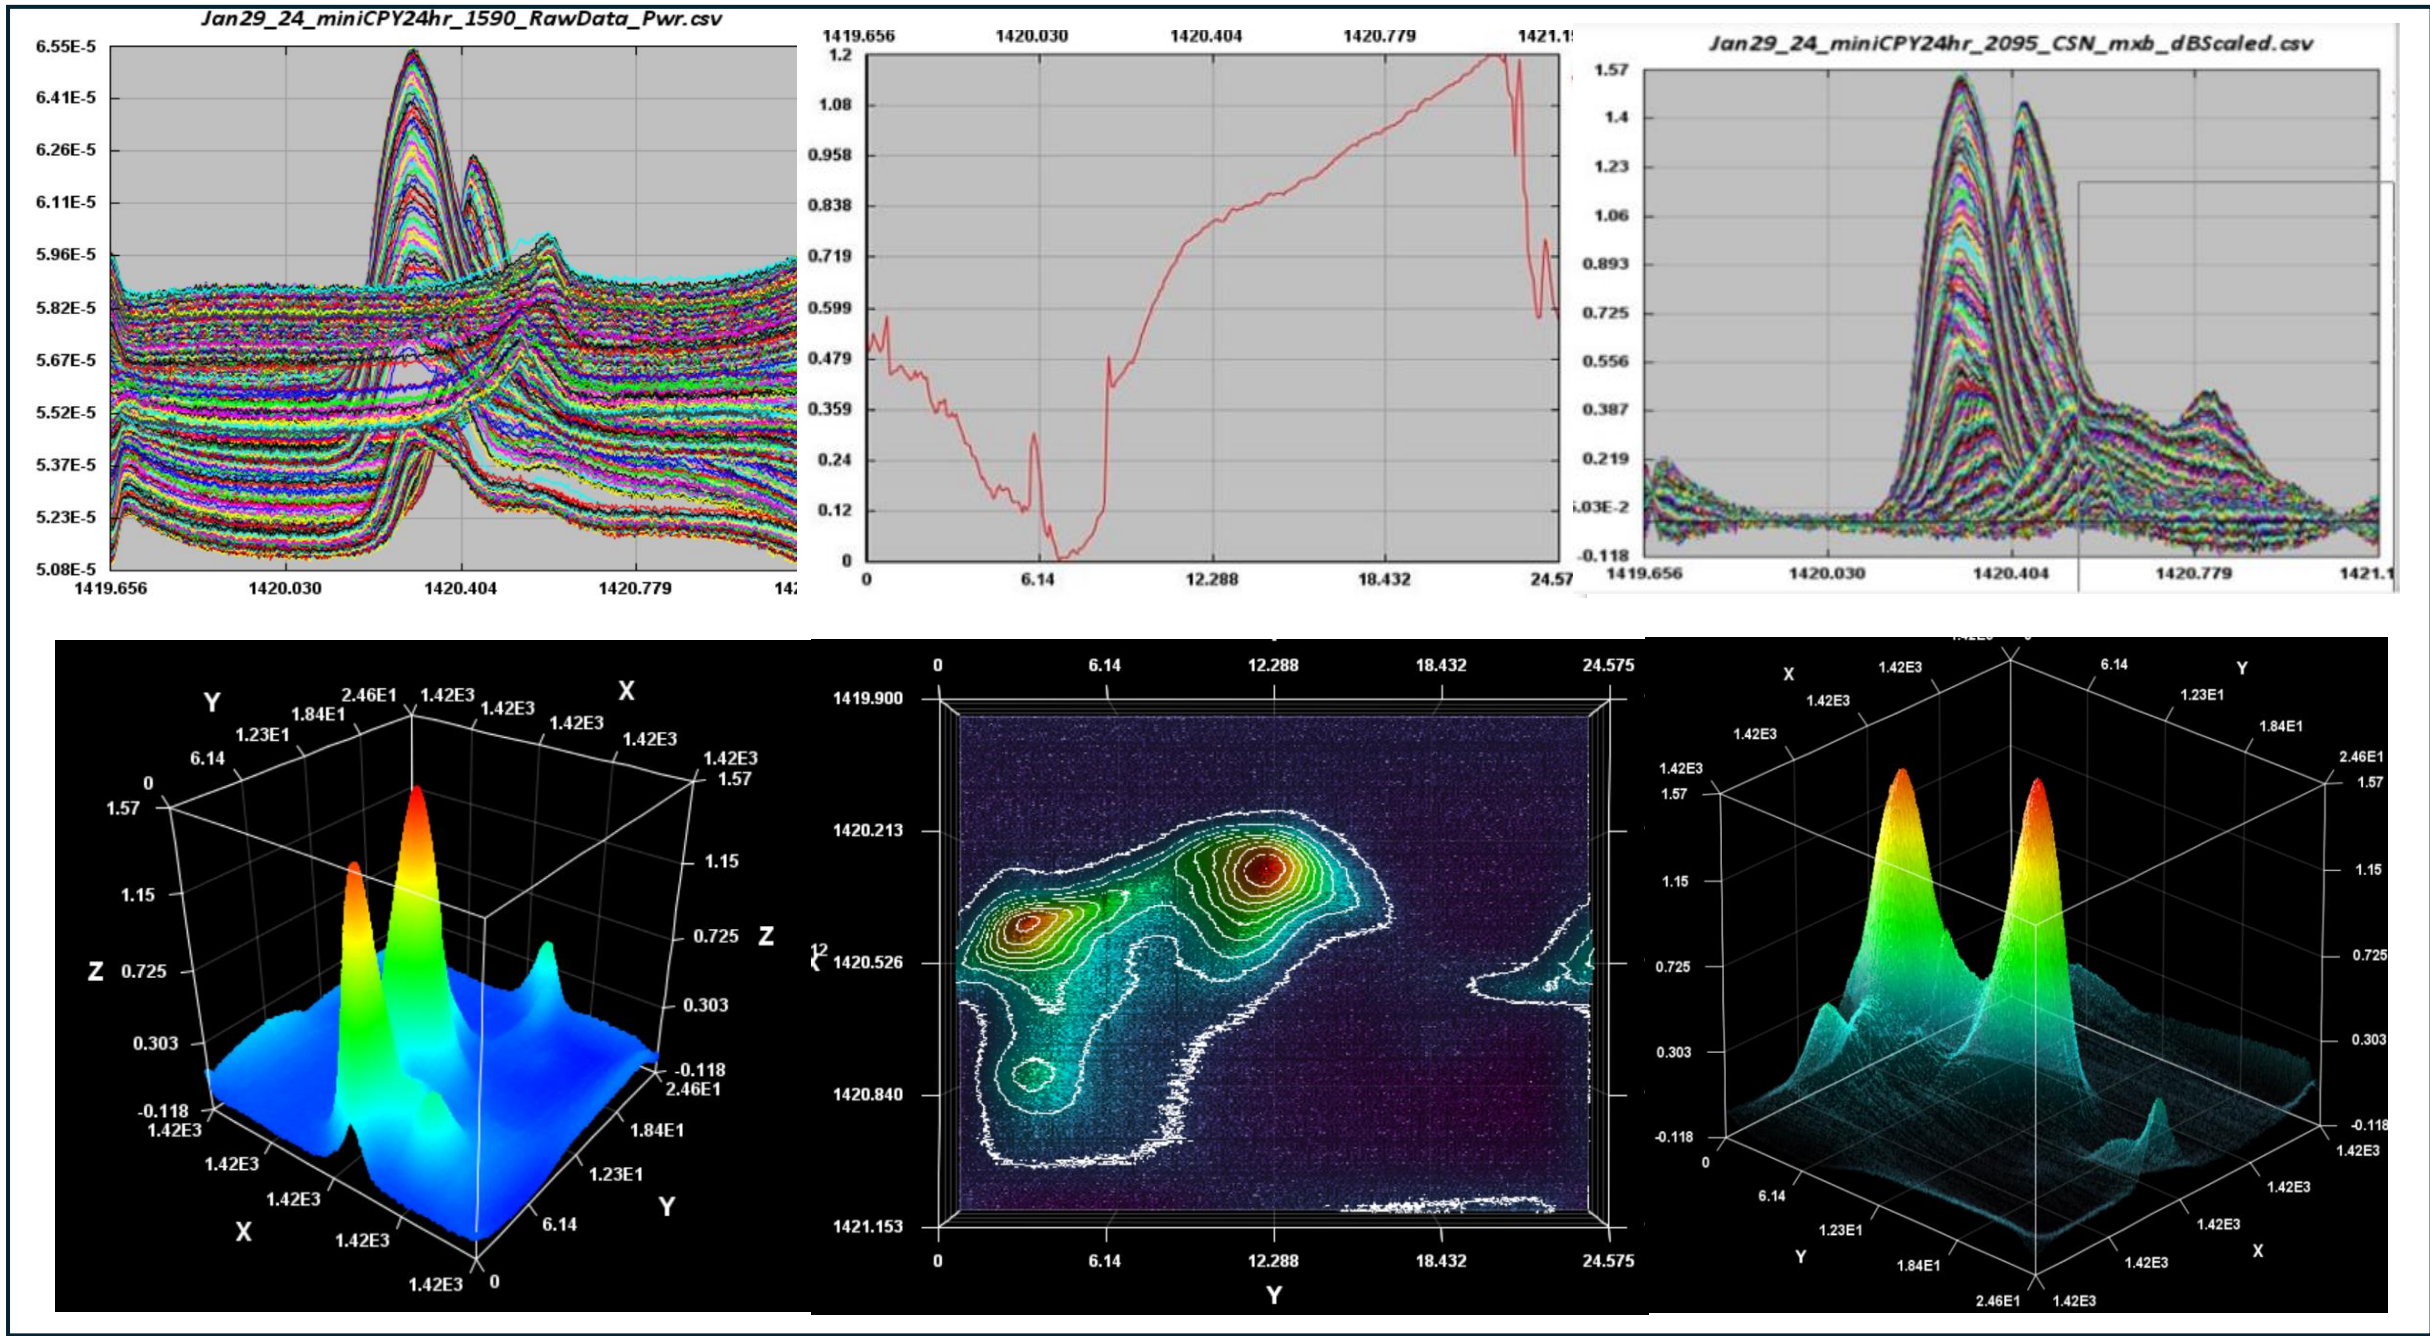 Jan29_24_miniCPY24hr_1590_RawData_Pwr.csv
6.55E-5
6.41E-5
6.26E-5
6.11E-5
5.96E-5
5.82E-5
5.67E-5
5.52E-5
5.37E-5
5.23E-5
5.08E-5
1419.656 1420.030 1420.404 1420.779
1419.656 1420.030 1420.404 1420.779
1.2
1.08
0.958
0.838
0.719
0.599
0.479
0.359
0.24
0.12
0
0 6.14 12.288 18.432 24.57
Jan29_24_miniCPY24hr_2095_CSN_mxb_dBScaled.csv
1.57
1.4
1.23
1.06
0.893
0.725
0.556
0.387
0.219
.03E-2
-0.118
1419.656 1420.030 1420.404 1420.779 1421.1
Y X
2.46E1 1.42E3
1.84E1 1.42E3
1.23E1 1.42E3
6.14 1.42E3
0 1.42E3
1.57 1.57
1.15 1.15
Z 0.725 0.725 Z
0.303 0.303
-0.118 -0.118
1.42E3 2.46E1
1.42E3 1.84E1
1.42E3 1.23E1
X Y
1.42E3 6.14
1.42E3 0
0 6.14 12.288 18.432 24.575
1419.900
1420.213
1420.526
1420.840
1421.153
0 6.14 12.288 18.432 24.575
Y
X Y
1.42E3 6.14
1.42E3 1.23E1
1.42E3 1.84E1
1.42E3 2.46E1
1.57 1.57
1.15 1.15
0.725 0.725
0.303 0.303
-0.118 -0.118
0 1.42E3
6.14 1.42E3
1.23E1 1.42E3
Y X
1.84E1 1.42E3
2.46E1 1.42E3